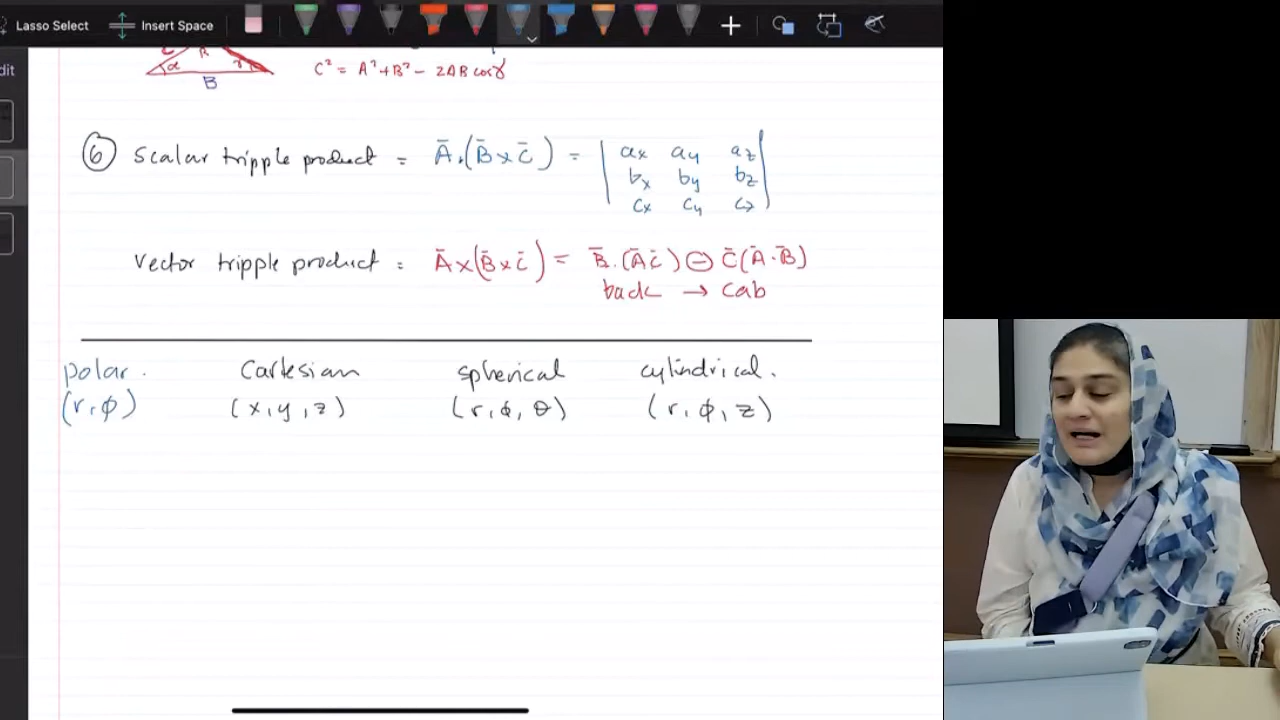 Lasso Select Insert Space
dit
α γ
B
C² = A² + B² - 2AB cosγ
⑥ Scalar tripple product = Ā.(B̄ x C̄) = | ax ay az |
bx by bz
cx cy cz
Vector tripple product = Ā x (B̄ x C̄) = B̄.(Ā C̄) ⊖ C̄(Ā.B̄)
back → cab
polar. Cartesian spherical cylindrical.
(r,φ) (x,y,z) (r,φ,θ) (r,φ,z)